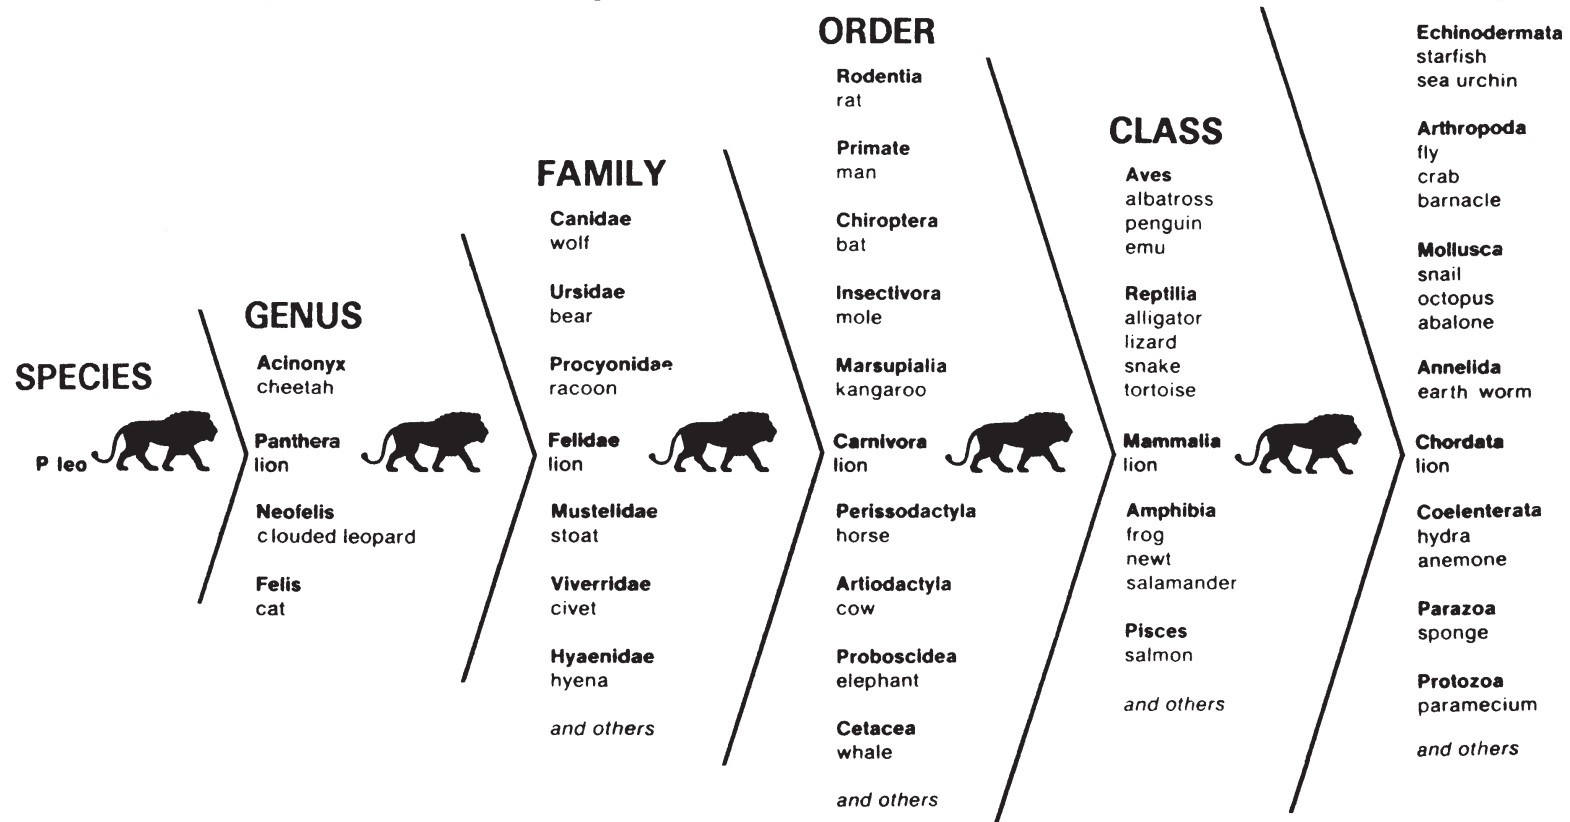 SPECIES
P leo
GENUS
Acinonyx
cheetah
Panthera
lion
Neofelis
clouded leopard
Felis
cat
FAMILY
Canidae
wolf
Ursidae
bear
Procyonidae
racoon
Felidae
lion
Mustelidae
stoat
Viverridae
civet
Hyaenidae
hyena
and others
ORDER
Rodentia
rat
Primate
man
Chiroptera
bat
Insectivora
mole
Marsupialia
kangaroo
Carnivora
lion
Perissodactyla
horse
Artiodactyla
cow
Proboscidea
elephant
Cetacea
whale
and others
CLASS
Aves
albatross
penguin
emu
Reptilia
alligator
lizard
snake
tortoise
Mammalia
lion
Amphibia
frog
newt
salamander
Pisces
salmon
and others
Echinodermata
starfish
sea urchin
Arthropoda
fly
crab
barnacle
Mollusca
snail
octopus
abalone
Annelida
earth worm
Chordata
lion
Coelenterata
hydra
anemone
Parazoa
sponge
Protozoa
paramecium
and others